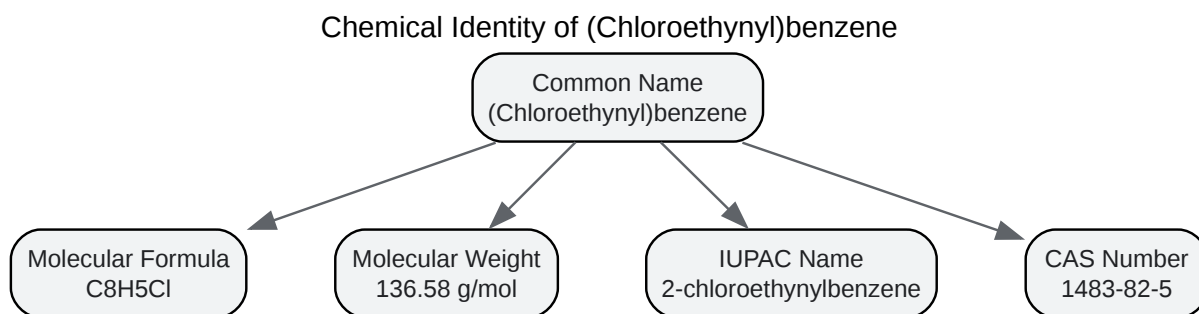 Chemical Identity of (Chloroethynyl)benzene
Common Name
(Chloroethynyl)benzene
Molecular Formula
C8H5Cl
Molecular Weight
136.58 g/mol
IUPAC Name
2-chloroethynylbenzene
CAS Number
1483-82-5